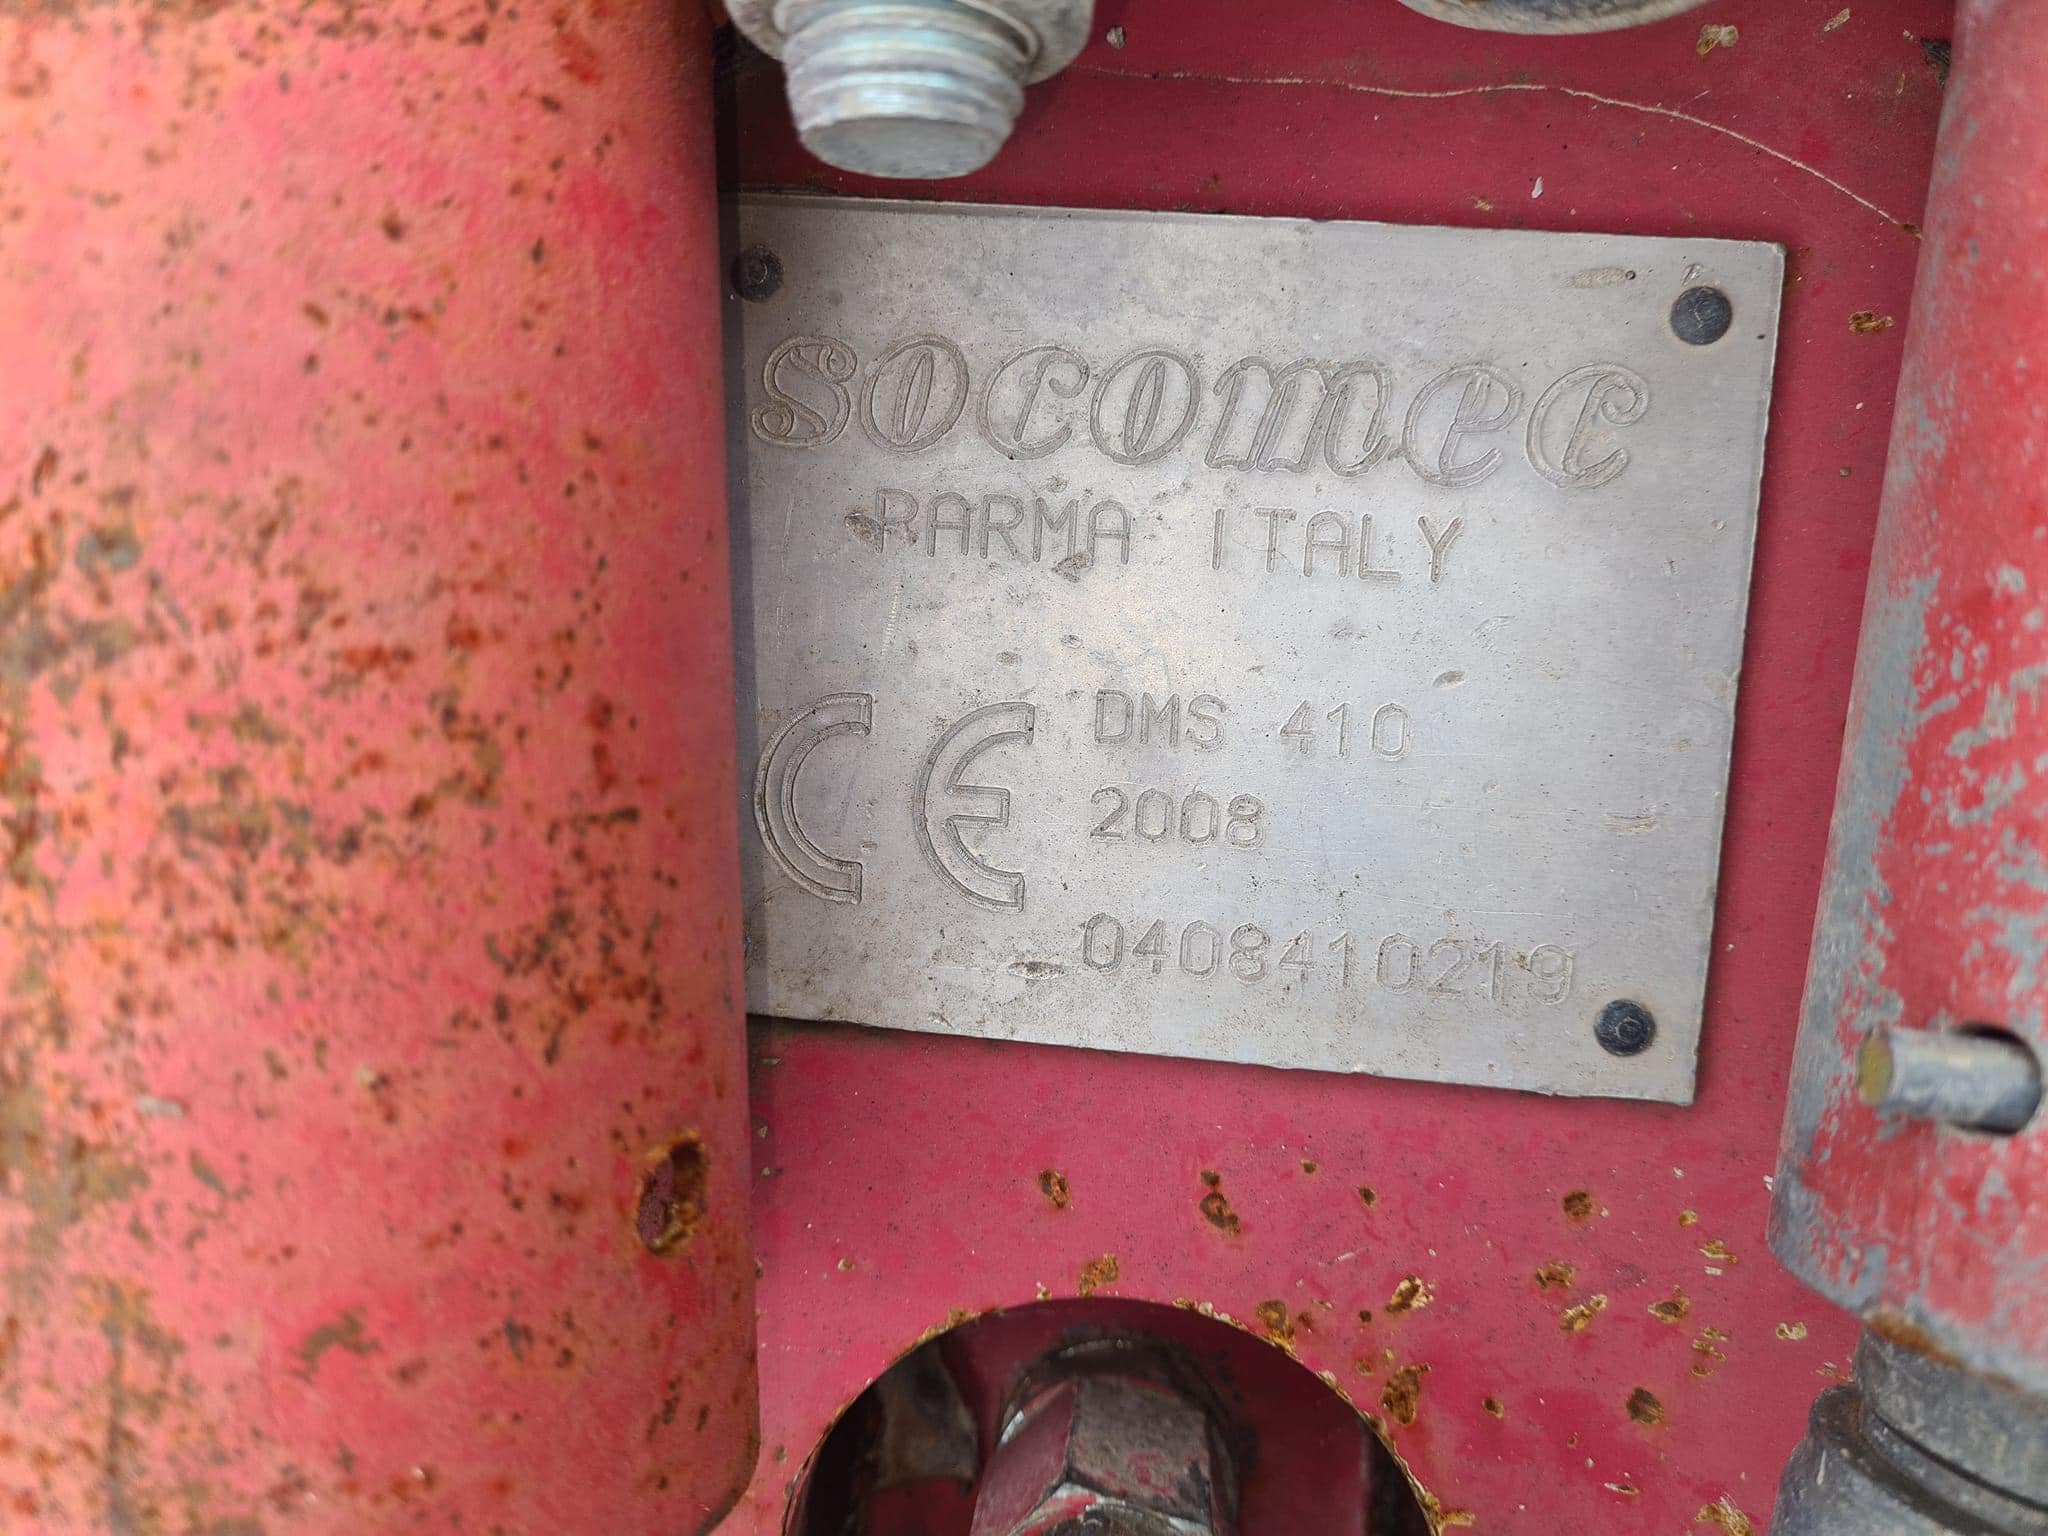 Socomec
PARMA ITALY
CE
DMS 410
2008
0408410219